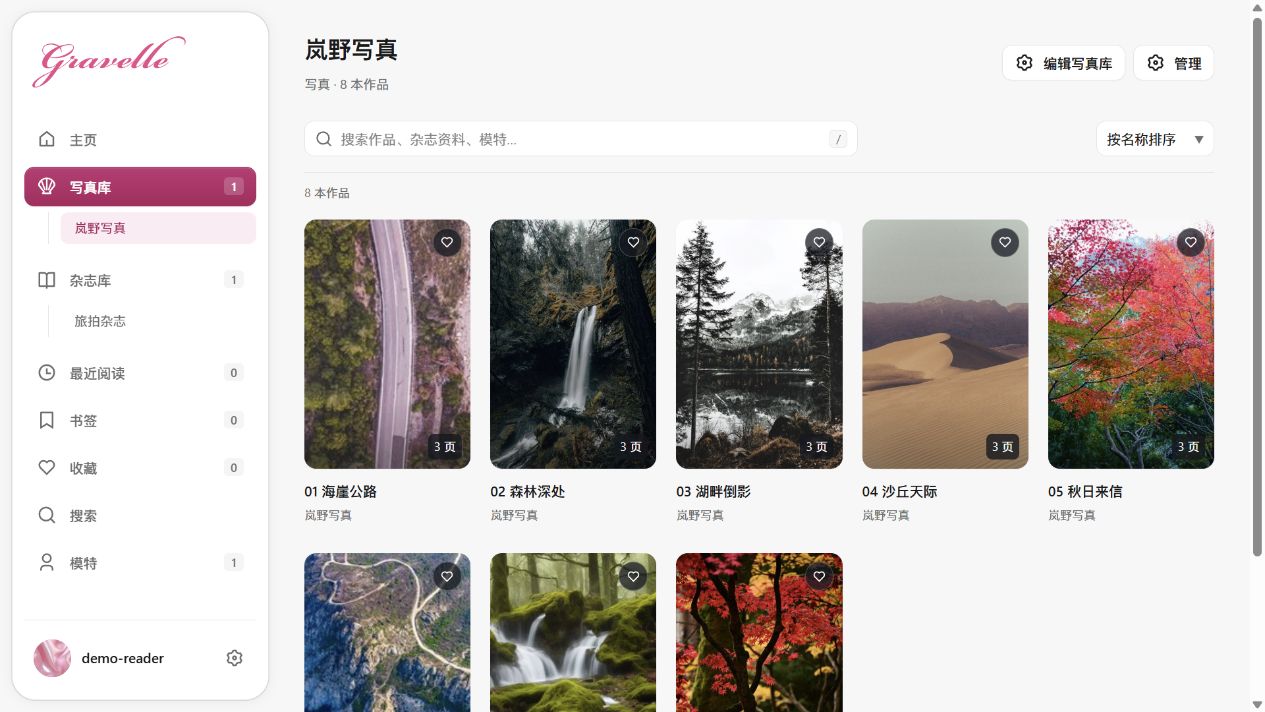 Gravelle
主页
写真库 1
岚野写真
杂志库 1
旅拍杂志
最近阅读 0
书签 0
收藏 0
搜索
模特 1
demo-reader
岚野写真
写真 · 8 本作品
编辑写真库
管理
搜索作品、杂志资料、模特...
/
按名称排序 ▼
8 本作品
3 页
3 页
3 页
3 页
3 页
01 海崖公路
岚野写真
02 森林深处
岚野写真
03 湖畔倒影
岚野写真
04 沙丘天际
岚野写真
05 秋日来信
岚野写真